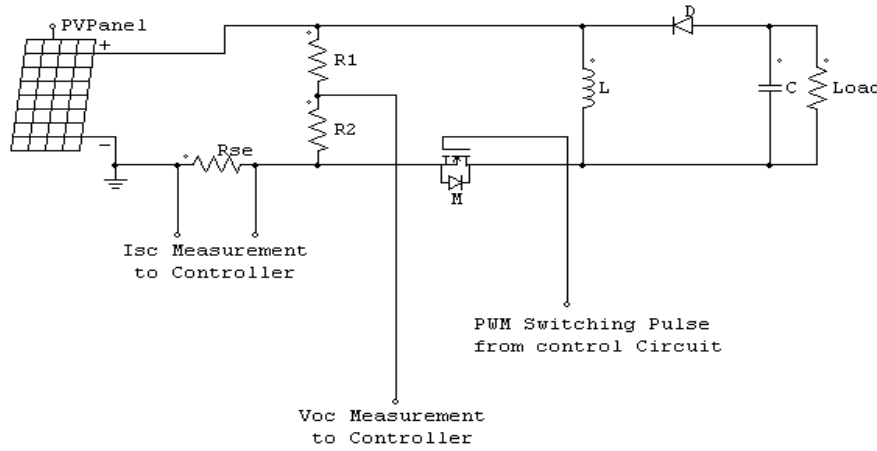 PVPanel
+
D
R1
L
C
Load
R2
−
Rse
M
Isc Measurement
to Controller
PWM Switching Pulse
from control Circuit
Voc Measurement
to Controller